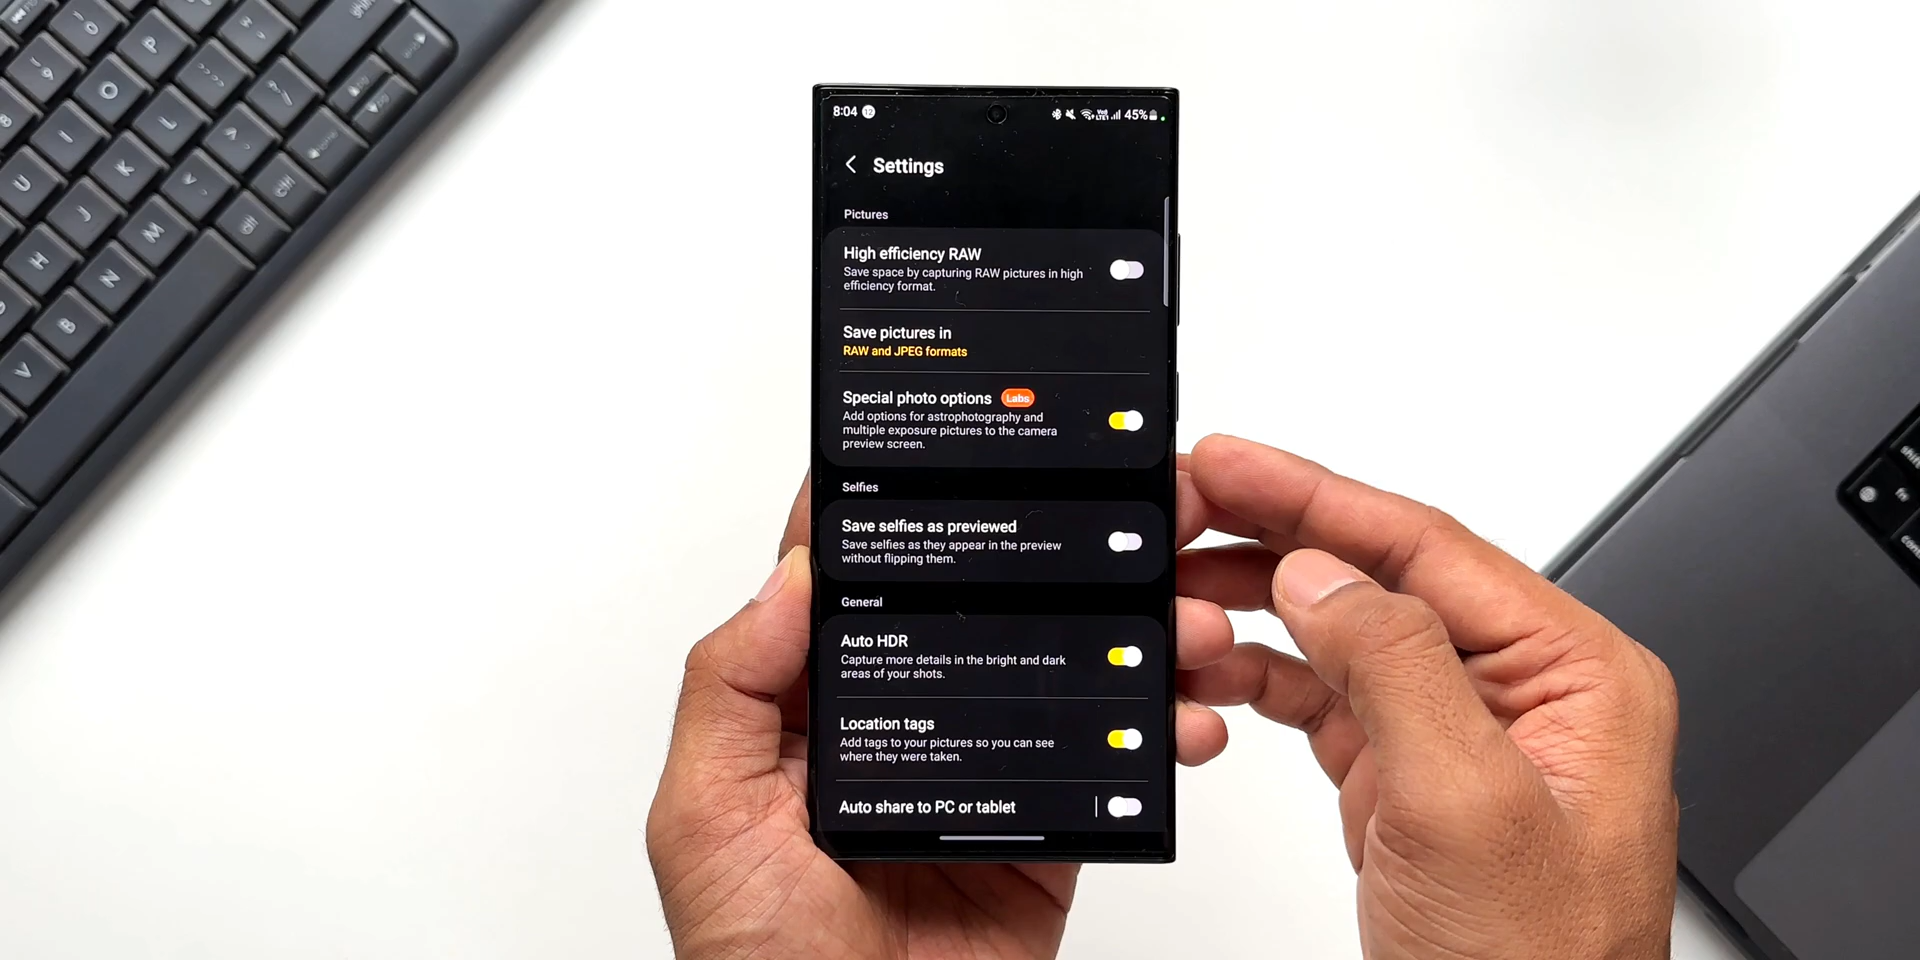 8:04 12 45%
Settings
Pictures
High efficiency RAW
Save space by capturing RAW pictures in high
efficiency format.
Save pictures in
RAW and JPEG formats
Special photo options Labs
Add options for astrophotography and
multiple exposure pictures to the camera
preview screen.
Selfies
Save selfies as previewed
Save selfies as they appear in the preview
without flipping them.
General
Auto HDR
Capture more details in the bright and dark
areas of your shots.
Location tags
Add tags to your pictures so you can see
where they were taken.
Auto share to PC or tablet
P
O
I
L
U
K
J
M
H
N
B
V
ctrl
shift
fn